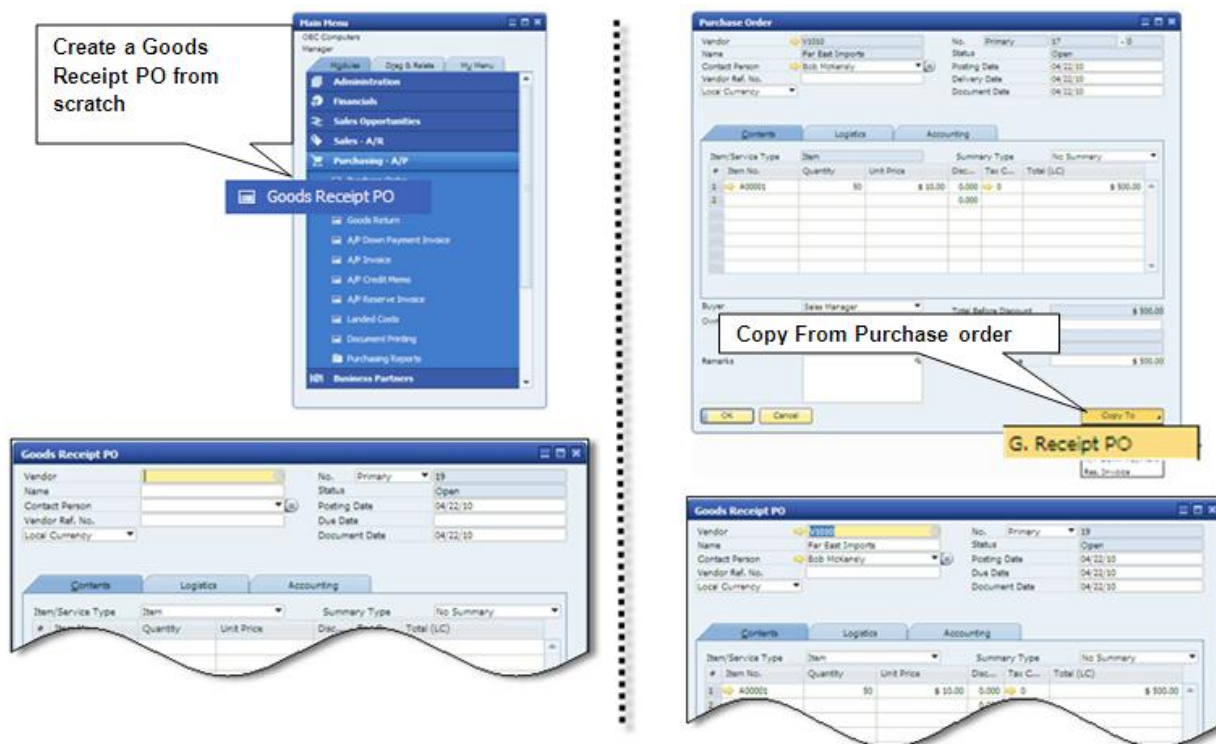 Create a Goods
Receipt PO from
scratch
Main Menu
OEC Computers
Manager
Modules Drag & Relate My Menu
Administration
Financials
Sales Opportunities
Sales - A/R
Purchasing - A/P
Goods Receipt PO
Goods Return
A/P Down Payment Invoice
A/P Invoice
A/P Credit Memo
A/P Reserve Invoice
Landed Costs
Document Printing
Purchasing Reports
Business Partners
Goods Receipt PO
Vendor No. Primary 19
Name Status Open
Contact Person Posting Date 04/22/10
Vendor Ref. No. Due Date
Local Currency Document Date 04/22/10
Contents Logistics Accounting
Item/Service Type Item Summary Type No Summary
# Quantity Unit Price Disc... Total (LC)
Purchase Order
Vendor V1010 No. Primary 17 - 0
Name Far East Imports Status Open
Contact Person Bob McKensly Posting Date 04/22/10
Vendor Ref. No. Delivery Date 04/22/10
Local Currency Document Date 04/22/10
Contents Logistics Accounting
Item/Service Type Item Summary Type No Summary
# Item No. Quantity Unit Price Disc... Tax C... Total (LC)
1 A00001 50 $ 10.00 0.000 0 $ 500.00
2 0.000
Buyer Sales Manager Total Before Discount $ 500.00
Copy From Purchase order
Remarks $ 500.00
OK Cancel Copy To
G. Receipt PO
Res. Invoice
Goods Receipt PO
Vendor V1010 No. Primary 19
Name Far East Imports Status Open
Contact Person Bob McKensly Posting Date 04/22/10
Vendor Ref. No. Due Date 04/22/10
Local Currency Document Date 04/22/10
Contents Logistics Accounting
Item/Service Type Item Summary Type No Summary
# Item No. Quantity Unit Price Disc... Tax C... Total (LC)
1 A00001 50 $ 10.00 0.000 0 $ 500.00
2